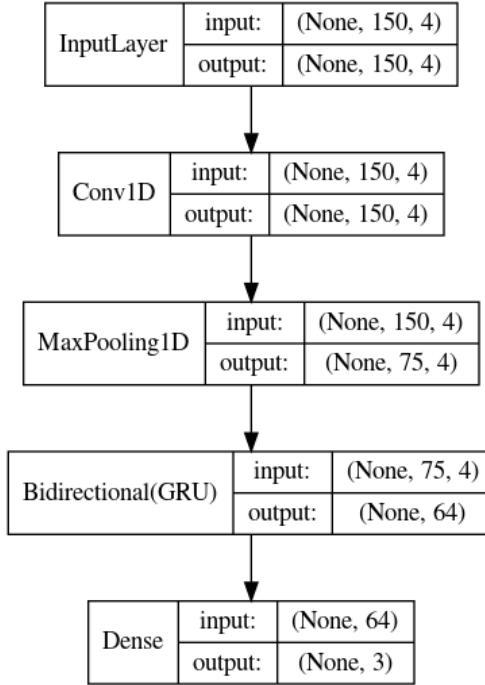 InputLayer
input: (None, 150, 4)
output: (None, 150, 4)
Conv1D
input: (None, 150, 4)
output: (None, 150, 4)
MaxPooling1D
input: (None, 150, 4)
output: (None, 75, 4)
Bidirectional(GRU)
input: (None, 75, 4)
output: (None, 64)
Dense
input: (None, 64)
output: (None, 3)